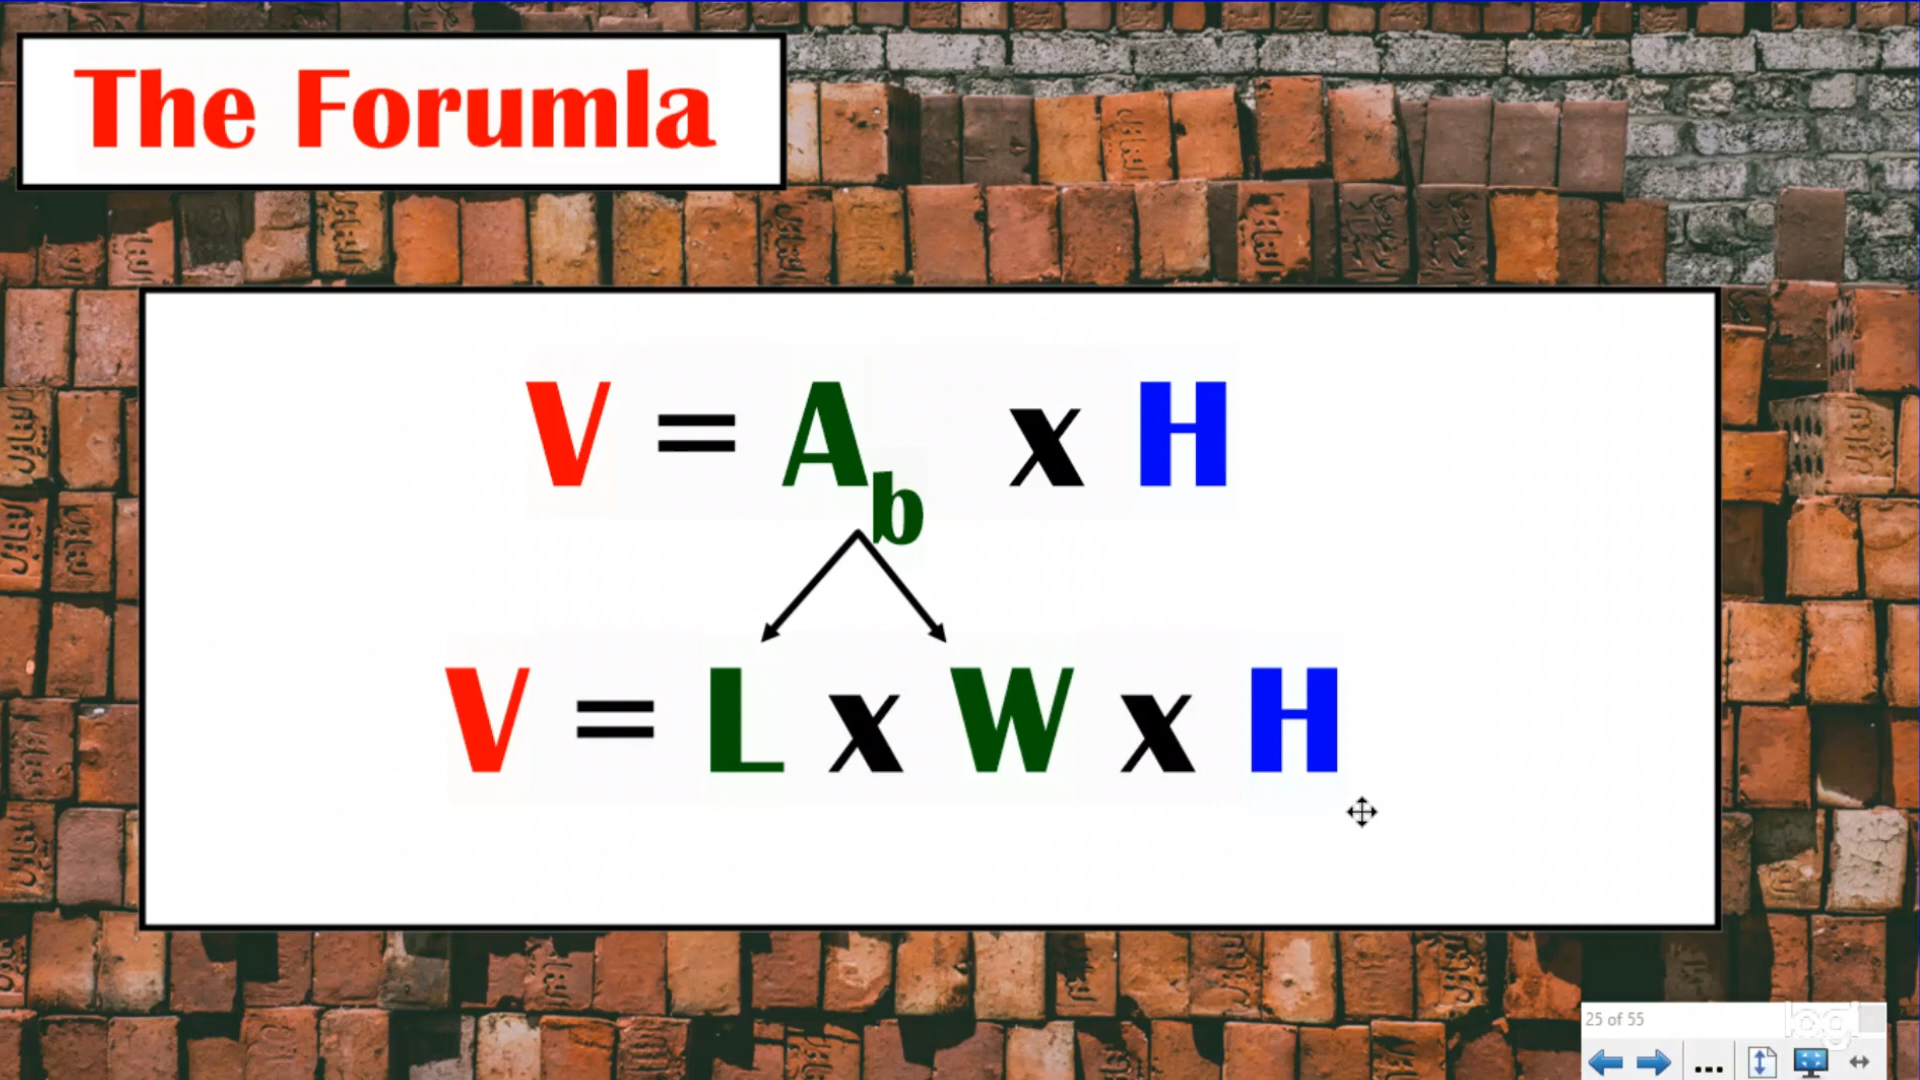 The Forumla
V = Ab x H
V = L x W x H
25 of 55